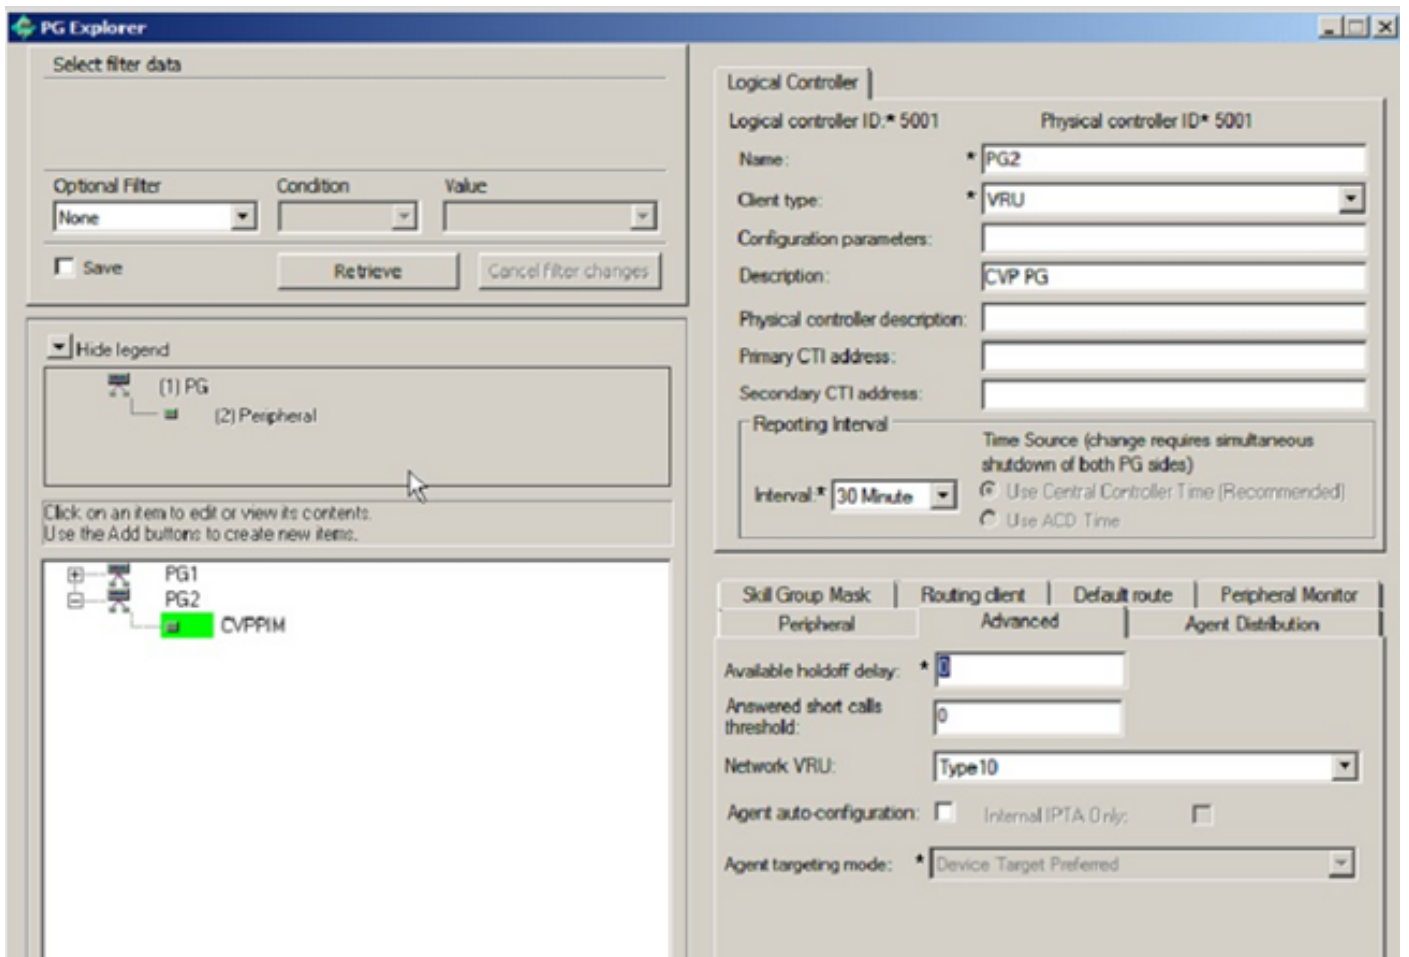 PG Explorer
Select filter data
Optional Filter Condition Value
None
Save Retrieve Cancel filter changes
Hide legend
(1) PG
(2) Peripheral
Click on an item to edit or view its contents.
Use the Add buttons to create new items.
PG1
PG2
CVPPIM
Logical Controller
Logical controller ID:* 5001 Physical controller ID* 5001
Name: * PG2
Client type: * VRU
Configuration parameters:
Description: CVP PG
Physical controller description:
Primary CTI address:
Secondary CTI address:
Reporting Interval
Time Source (change requires simultaneous
shutdown of both PG sides)
Interval:* 30 Minute
Use Central Controller Time (Recommended)
Use ACD Time
Skill Group Mask Routing client Default route Peripheral Monitor
Peripheral Advanced Agent Distribution
Available holdoff delay: * 0
Answered short calls
threshold: 0
Network VRU: Type10
Agent auto-configuration: Internal IPTA Only:
Agent targeting mode: * Device Target Preferred